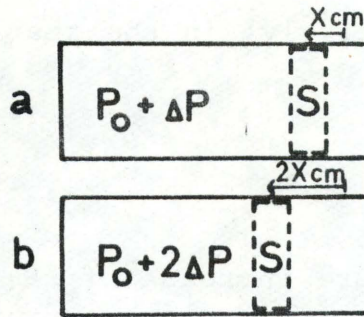 X cm
a P₀ + ΔP S
2X cm
b P₀ + 2ΔP S